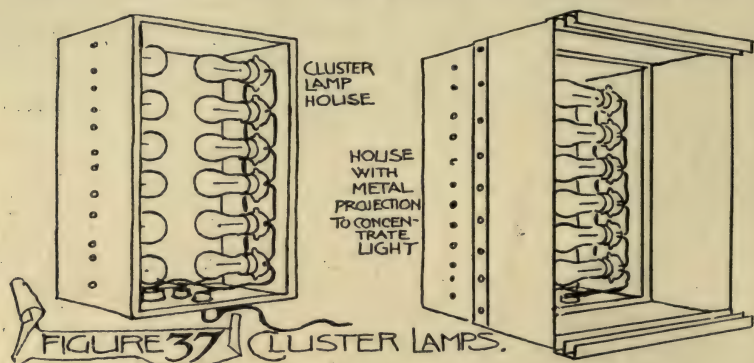 CLUSTER
LAMP
HOUSE
HOUSE
WITH
METAL
PROJECTION
TO CONCEN-
TRATE
LIGHT
FIGURE 37 CLUSTER LAMPS.